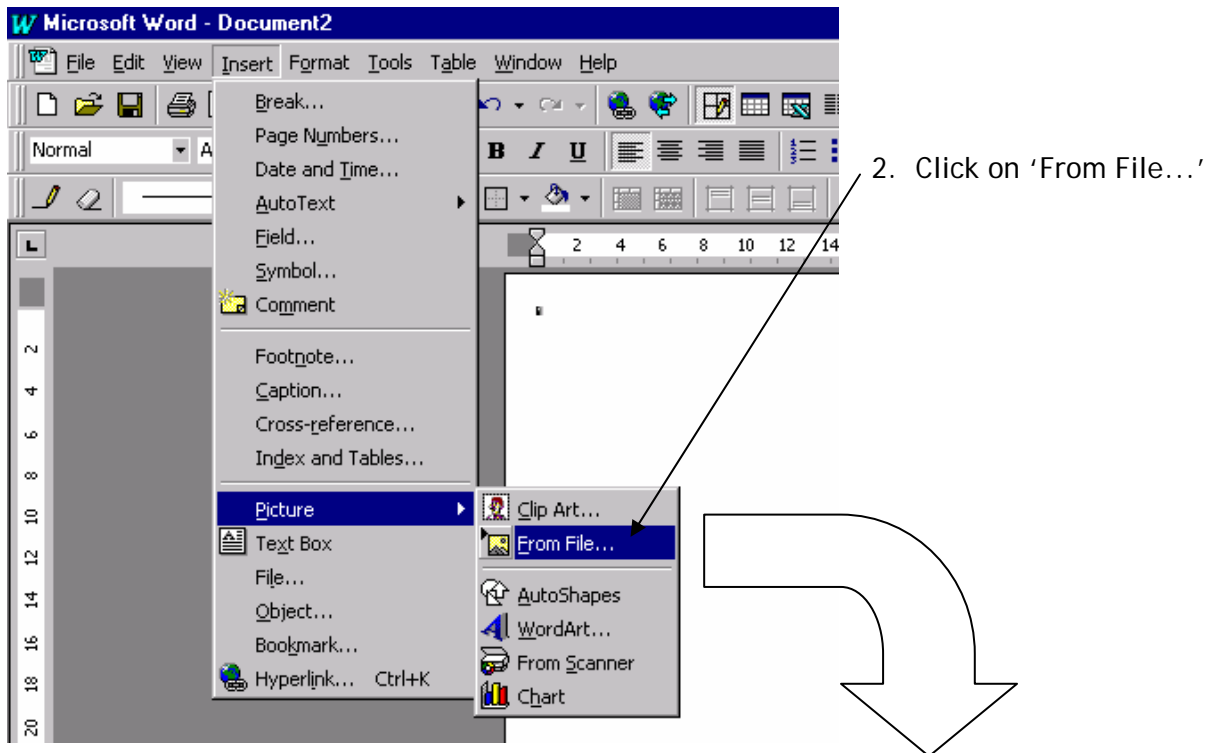 Microsoft Word - Document2
File Edit View Insert Format Tools Table Window Help
Normal A B I U
Break...
Page Numbers...
Date and Time...
AutoText
Field...
Symbol...
Comment
Footnote...
Caption...
Cross-reference...
Index and Tables...
Picture
Text Box
File...
Object...
Bookmark...
Hyperlink... Ctrl+K
Clip Art...
From File...
AutoShapes
WordArt...
From Scanner
Chart
2 4 6 8 10 12 14
2
4
6
8
10
12
14
16
18
20
2. Click on ‘From File...’